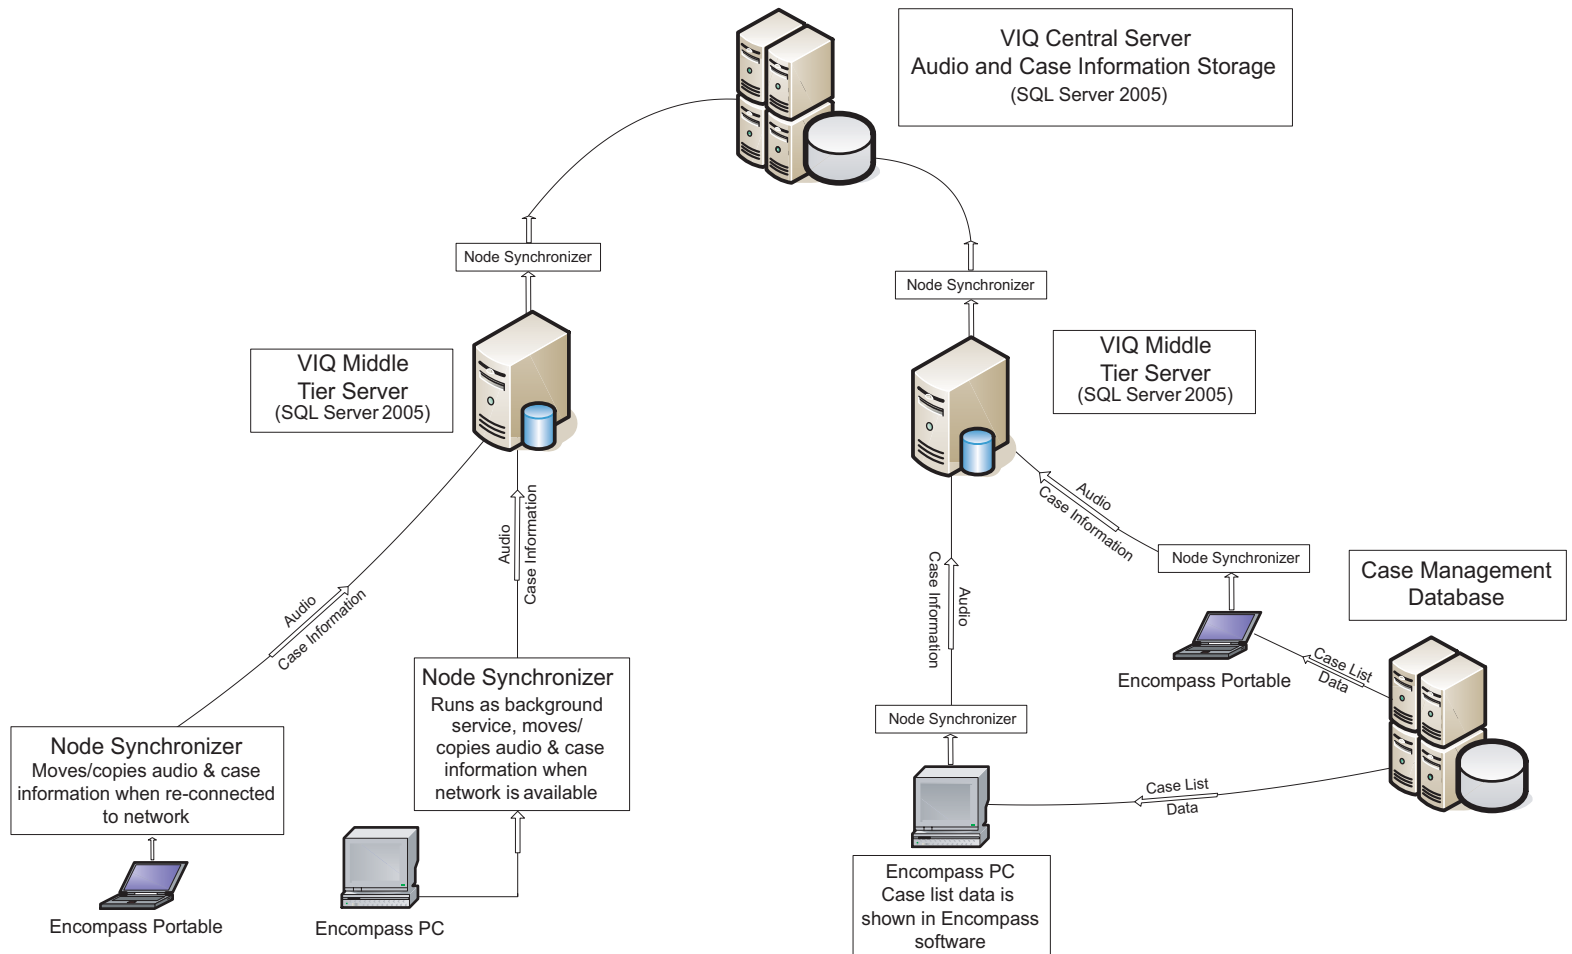 VIQ Central Server
Audio and Case Information Storage
(SQL Server 2005)
Node Synchronizer
Node Synchronizer
VIQ Middle
Tier Server
(SQL Server 2005)
VIQ Middle
Tier Server
(SQL Server 2005)
Audio
Case Information
Audio
Case Information
Audio
Case Information
Case Information
Audio
Node Synchronizer
Case Management
Database
Encompass Portable
Case List
Data
Node Synchronizer
Runs as background
service, moves/
copies audio & case
information when
network is available
Node Synchronizer
Moves/copies audio & case
information when re-connected
to network
Node Synchronizer
Case List
Data
Encompass Portable
Encompass PC
Encompass PC
Case list data is
shown in Encompass
software